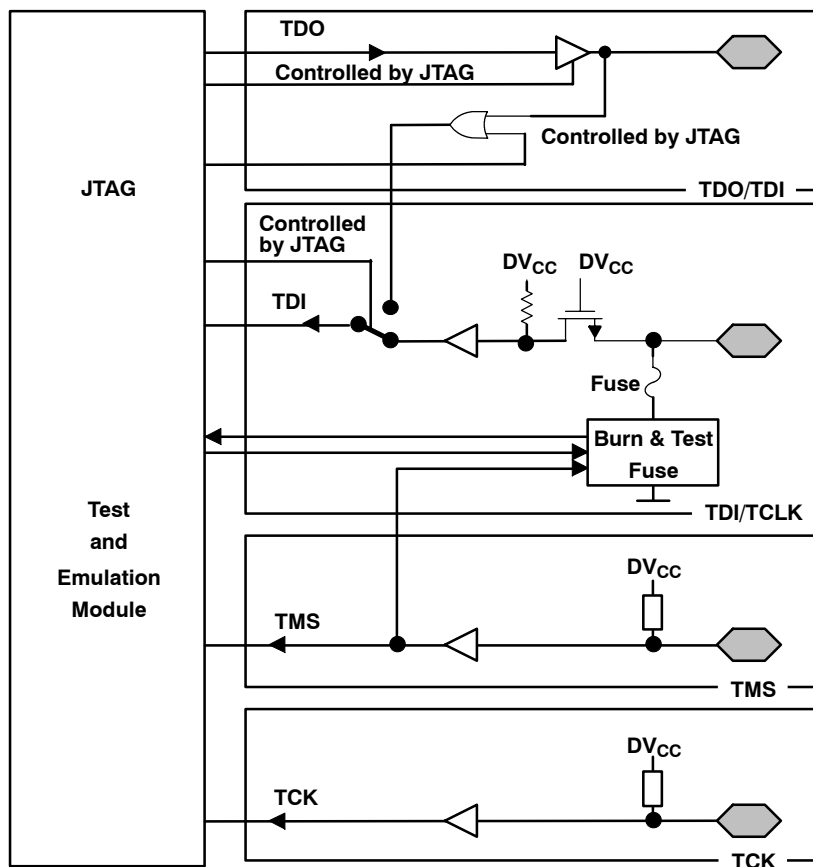 TDO
Controlled by JTAG
Controlled by JTAG
JTAG
TDO/TDI
Controlled
by JTAG
DVCC
DVCC
TDI
Fuse
Burn & Test
Fuse
Test
and
Emulation
Module
TDI/TCLK
DVCC
TMS
TMS
DVCC
TCK
TCK